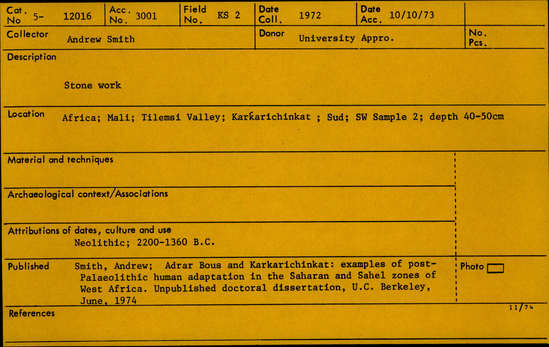 Cat. No 5- 12016 Acc. No. 3001 Field No. KS 2 Date Coll. 1972 Date Acc. 10/10/73
Collector Andrew Smith Donor University Appro. No. Pcs.
Description
Stone work
Location Africa; Mali; Tilemsi Valley; Karkarichinkat ; Sud; SW Sample 2; depth 40-50cm
Material and techniques
Archaeological context/Associations
Attributions of dates, culture and use
Neolithic; 2200-1360 B.C.
Published Smith, Andrew; Adrar Bous and Karkarichinkat: examples of post- Photo
Palaeolithic human adaptation in the Saharan and Sahel zones of
West Africa. Unpublished doctoral dissertation, U.C. Berkeley,
June, 1974
References 11/74